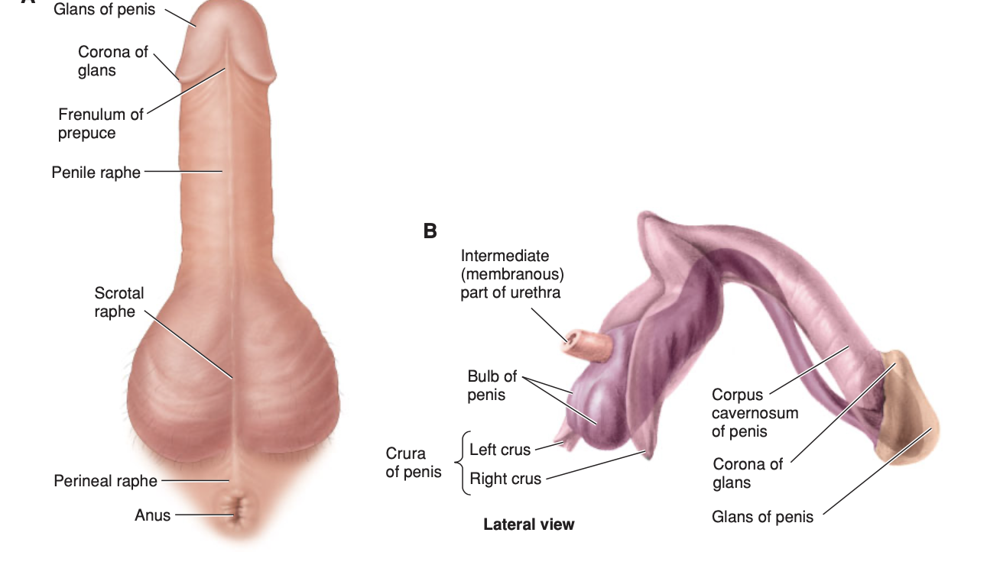 A
Glans of penis
Corona of
glans
Frenulum of
prepuce
Penile raphe
Scrotal
raphe
Perineal raphe
Anus
B
Intermediate
(membranous)
part of urethra
Bulb of
penis
Crura
of penis
Left crus
Right crus
Lateral view
Corpus
cavernosum
of penis
Corona of
glans
Glans of penis